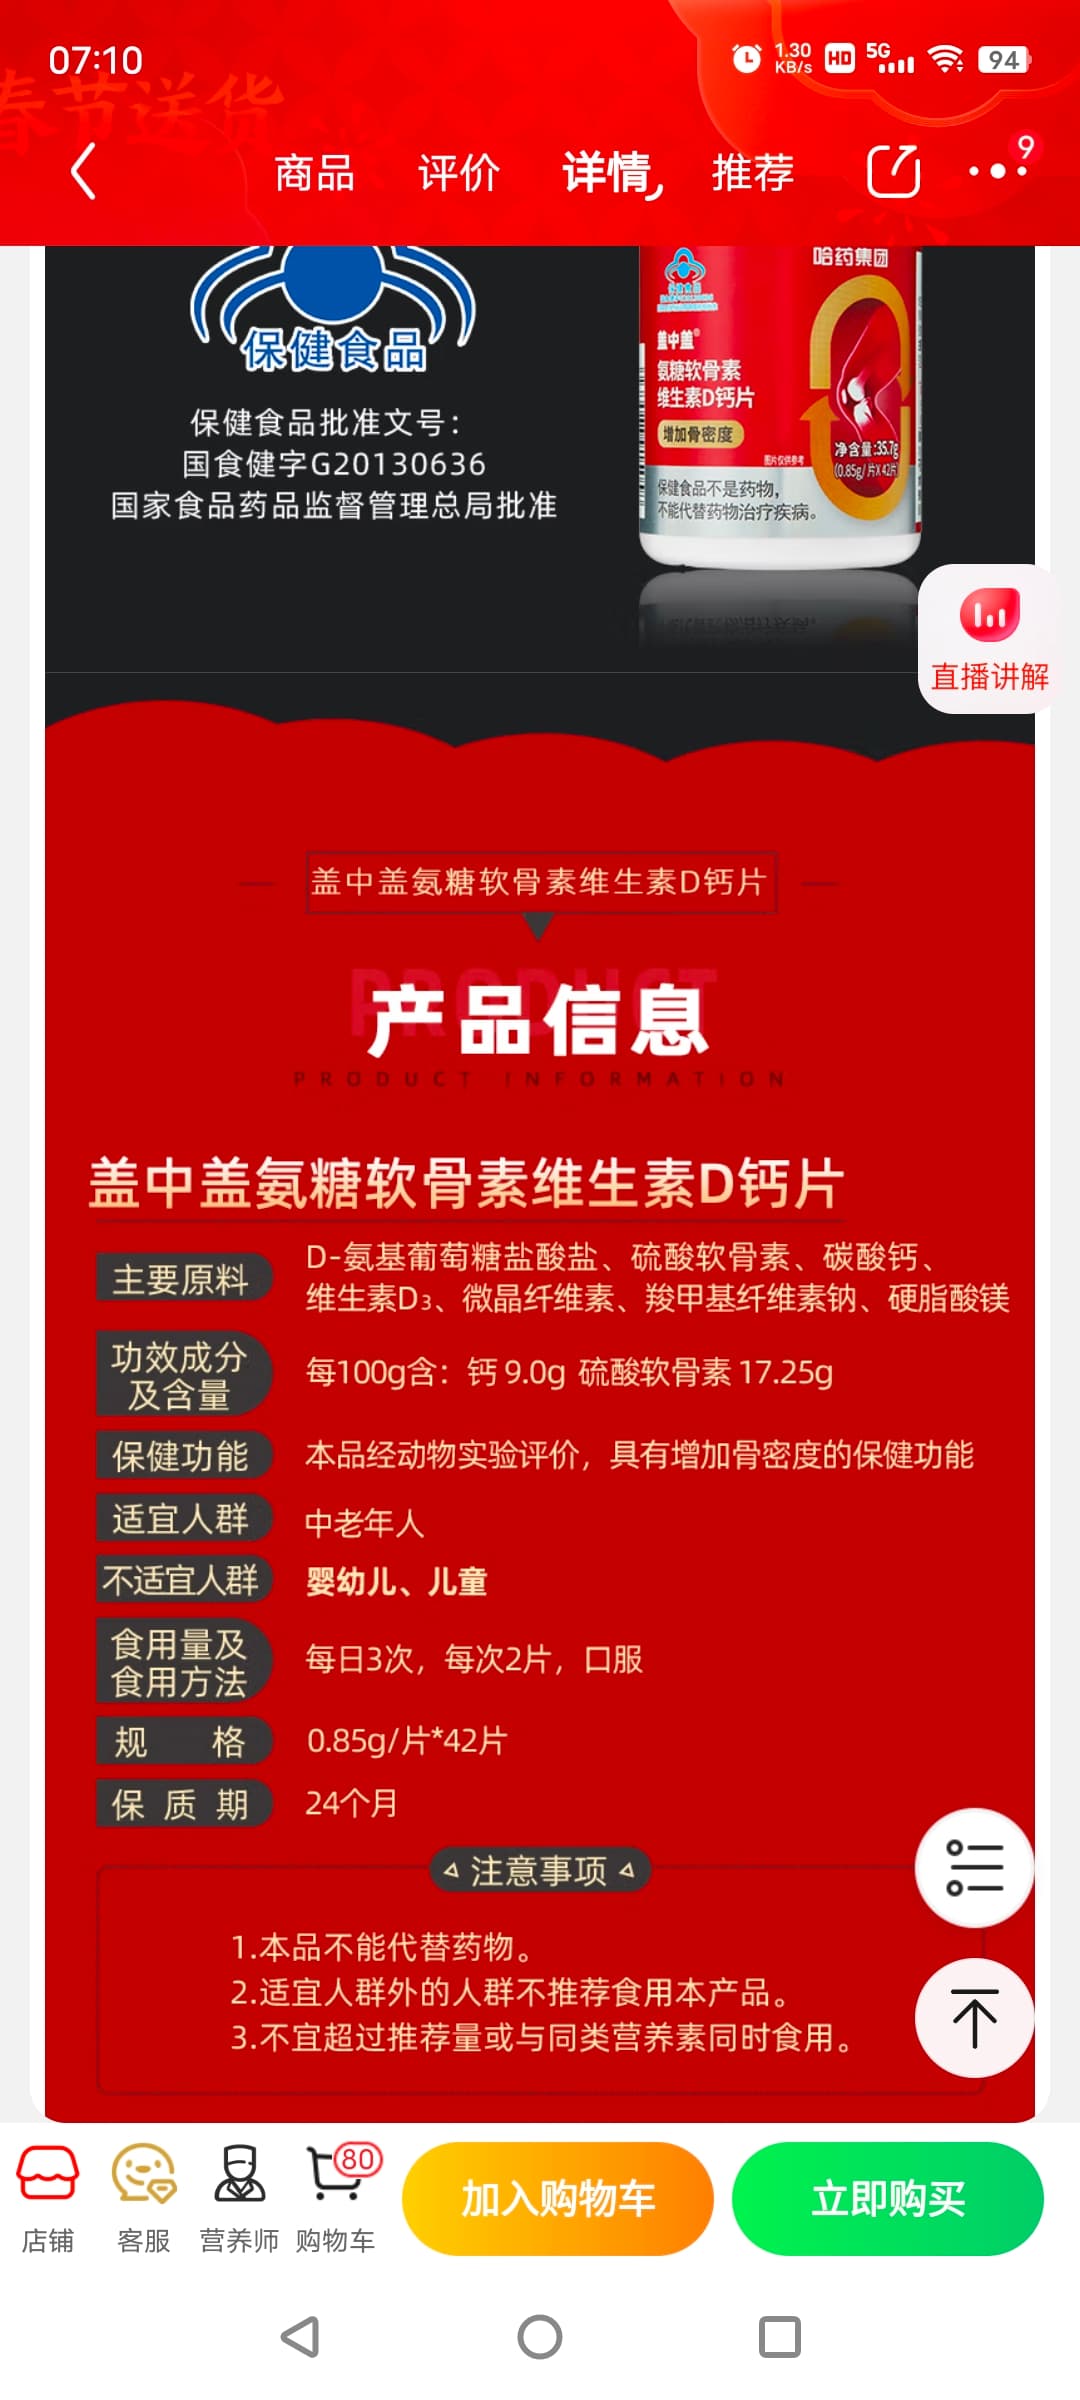 07:10
1.30
KB/s
HD
5G
94
春节送货
商品 评价 详情 推荐
9
保健食品
保健食品批准文号：
国食健字G20130636
国家食品药品监督管理总局批准
哈药集团
盖中盖®
氨糖软骨素
维生素D钙片
增加骨密度
图片仅供参考
净含量:35.7g
(0.85g/片X42片)
保健食品不是药物，
不能代替药物治疗疾病。
直播讲解
盖中盖氨糖软骨素维生素D钙片
PRODUCT
产品信息
PRODUCT INFORMATION
盖中盖氨糖软骨素维生素D钙片
主要原料
D-氨基葡萄糖盐酸盐、硫酸软骨素、碳酸钙、
维生素D₃、微晶纤维素、羧甲基纤维素钠、硬脂酸镁
功效成分
及含量
每100g含：钙 9.0g 硫酸软骨素 17.25g
保健功能 本品经动物实验评价，具有增加骨密度的保健功能
适宜人群 中老年人
不适宜人群 婴幼儿、儿童
食用量及
食用方法
每日3次，每次2片，口服
规格 0.85g/片*42片
保质期 24个月
注意事项
1.本品不能代替药物。
2.适宜人群外的人群不推荐食用本产品。
3.不宜超过推荐量或与同类营养素同时食用。
店铺
客服
营养师
80
购物车
加入购物车
立即购买